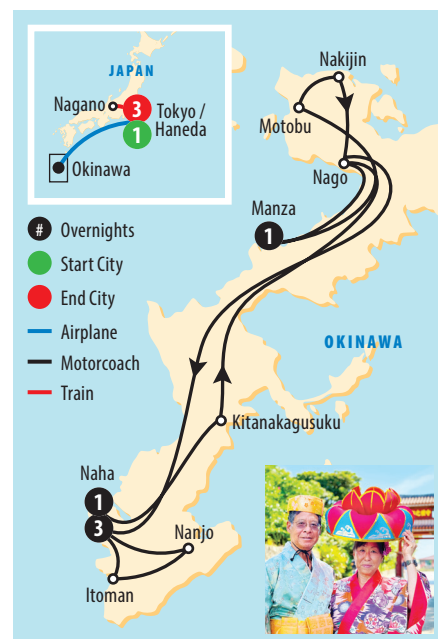 JAPAN
Nagano
3
Tokyo /
Haneda
1
Okinawa
# Overnights
Start City
End City
Airplane
Motorcoach
Train
Nakijin
Motobu
Nago
Manza
1
OKINAWA
Kitanakagusuku
Naha
1
3
Nanjo
Itoman